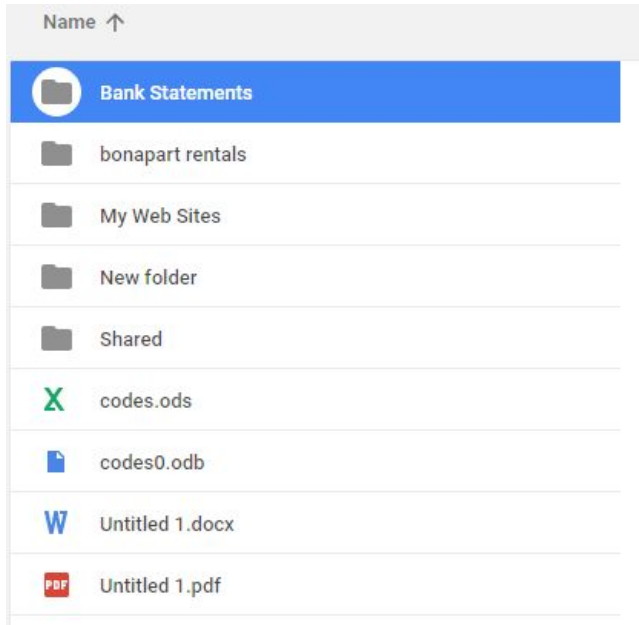 Name ↑
Bank Statements
bonapart rentals
My Web Sites
New folder
Shared
codes.ods
codes0.odb
Untitled 1.docx
PDF Untitled 1.pdf